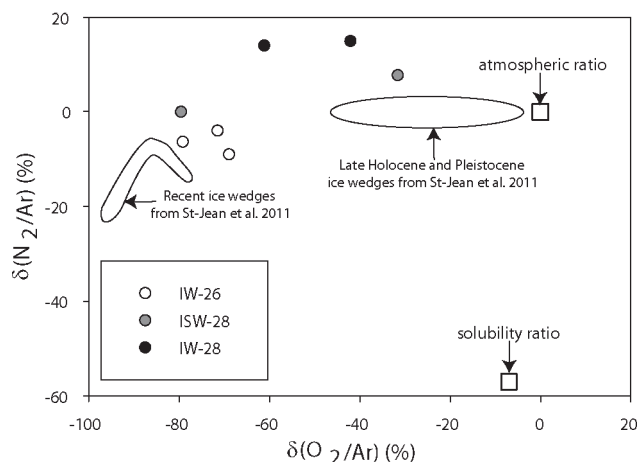 20
0
-20
-40
-60
δ(N2/Ar) (%)
atmospheric ratio
Late Holocene and Pleistocene
ice wedges from St-Jean et al. 2011
Recent ice wedges
from St-Jean et al. 2011
IW-26
ISW-28
IW-28
solubility ratio
-100 -80 -60 -40 -20 0 20
δ(O2/Ar) (%)